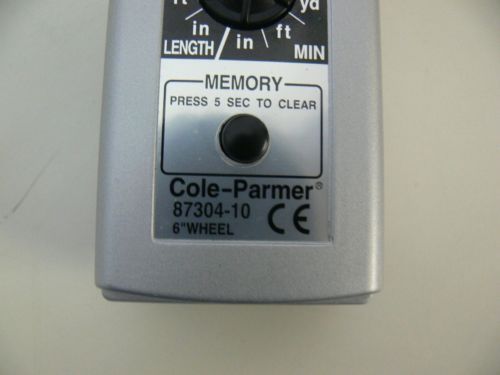 ft yd
in in ft
LENGTH/ MIN
MEMORY
PRESS 5 SEC TO CLEAR
Cole-Parmer®
87304-10 CE
6"WHEEL